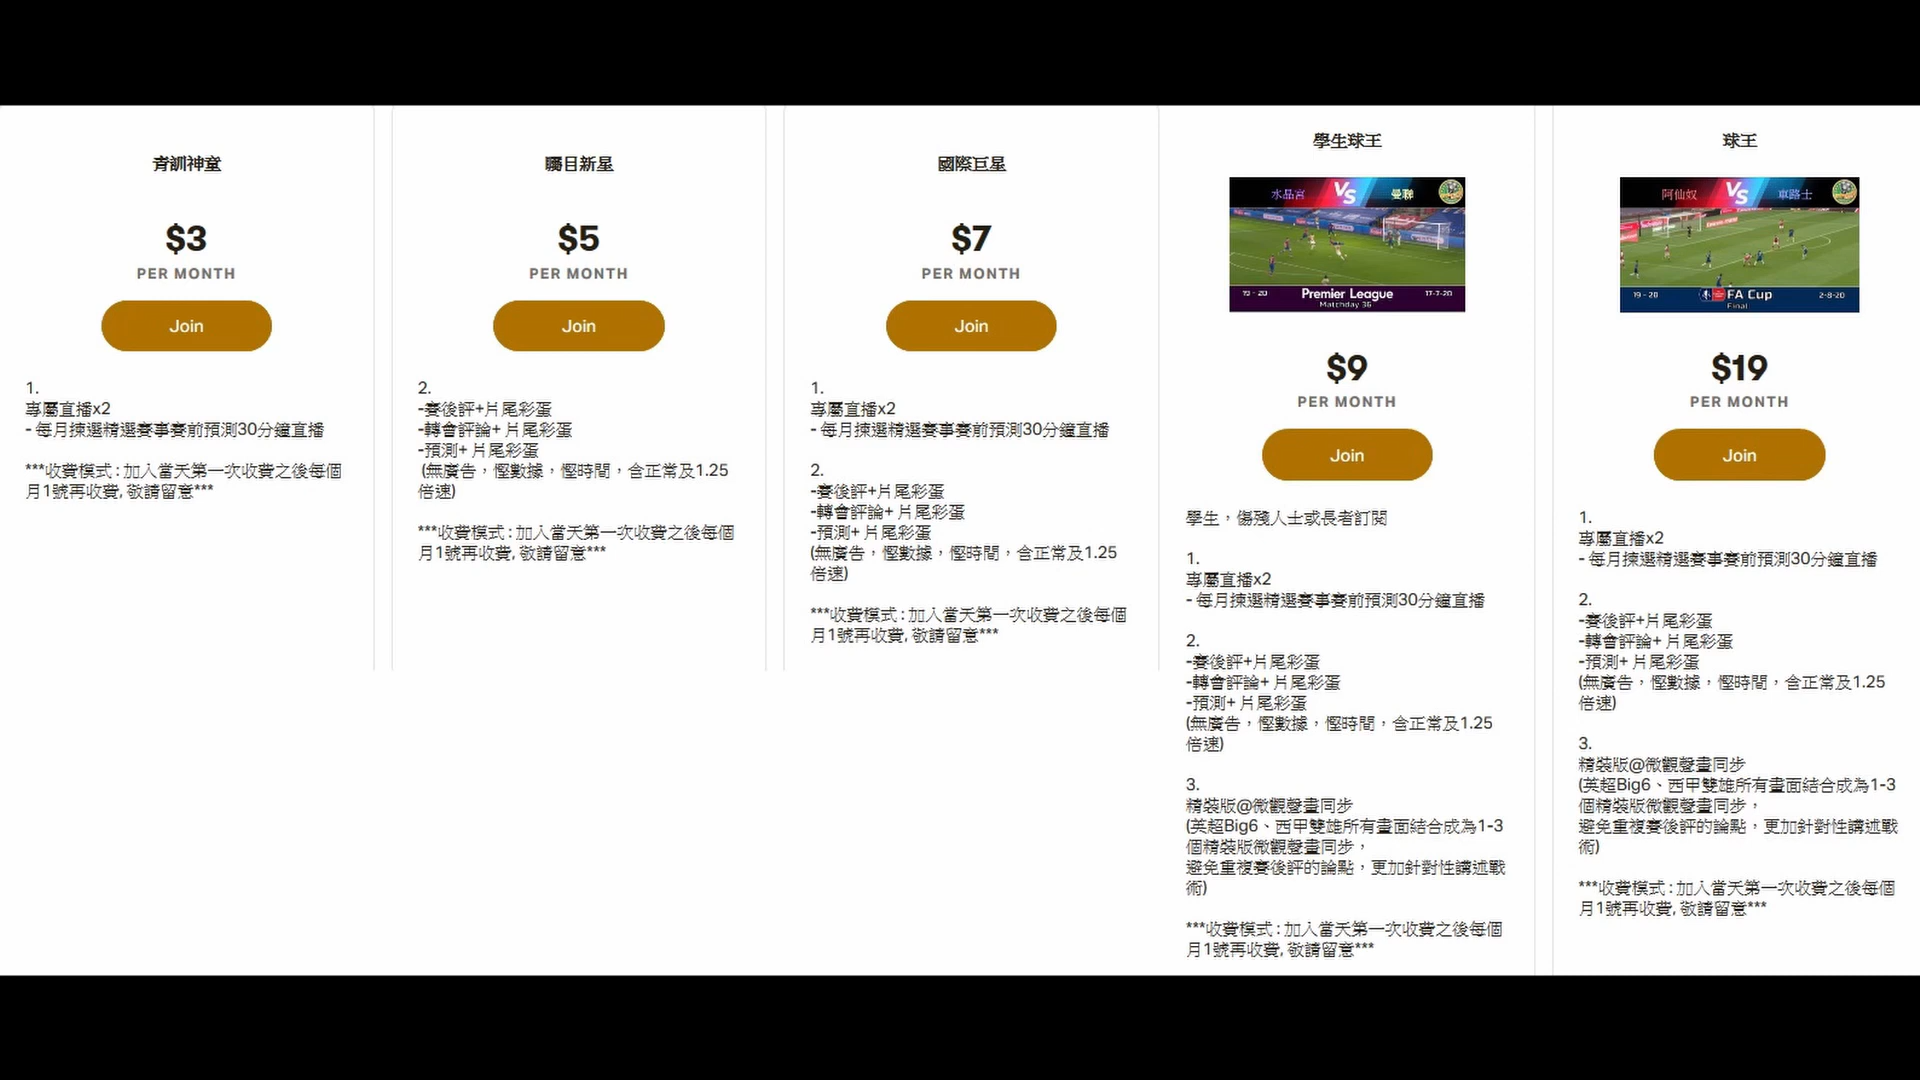 青訓神童
$3
PER MONTH
Join
1.
專屬直播x2
- 每月揀選精選賽事賽前預測30分鐘直播
***收費模式 : 加入當天第一次收費之後每個
月1號再收費, 敬請留意***
矚目新星
$5
PER MONTH
Join
2.
-賽後評+片尾彩蛋
-轉會評論+ 片尾彩蛋
-預測+ 片尾彩蛋
(無廣告，慳數據，慳時間，含正常及1.25
倍速)
***收費模式 : 加入當天第一次收費之後每個
月1號再收費, 敬請留意***
國際巨星
$7
PER MONTH
Join
1.
專屬直播x2
- 每月揀選精選賽事賽前預測30分鐘直播
2.
-賽後評+片尾彩蛋
-轉會評論+ 片尾彩蛋
-預測+ 片尾彩蛋
(無廣告，慳數據，慳時間，含正常及1.25
倍速)
***收費模式 : 加入當天第一次收費之後每個
月1號再收費, 敬請留意***
學生球王
水晶宮 VS 曼聯
19 - 20 Premier League 17-7-20
Matchday 36
$9
PER MONTH
Join
學生，傷殘人士或長者訂閱
1.
專屬直播x2
- 每月揀選精選賽事賽前預測30分鐘直播
2.
-賽後評+片尾彩蛋
-轉會評論+ 片尾彩蛋
-預測+ 片尾彩蛋
(無廣告，慳數據，慳時間，含正常及1.25
倍速)
3.
精裝版@微觀聲畫同步
(英超Big6、西甲雙雄所有畫面結合成為1-3
個精裝版微觀聲畫同步，
避免重複賽後評的論點，更加針對性講述戰
術)
***收費模式 : 加入當天第一次收費之後每個
月1號再收費, 敬請留意***
球王
阿仙奴 VS 車路士
19 - 20 FA Cup 2-8-20
Final
$19
PER MONTH
Join
1.
專屬直播x2
- 每月揀選精選賽事賽前預測30分鐘直播
2.
-賽後評+片尾彩蛋
-轉會評論+ 片尾彩蛋
-預測+ 片尾彩蛋
(無廣告，慳數據，慳時間，含正常及1.25
倍速)
3.
精裝版@微觀聲畫同步
(英超Big6、西甲雙雄所有畫面結合成為1-3
個精裝版微觀聲畫同步，
避免重複賽後評的論點，更加針對性講述戰
術)
***收費模式 : 加入當天第一次收費之後每個
月1號再收費, 敬請留意***